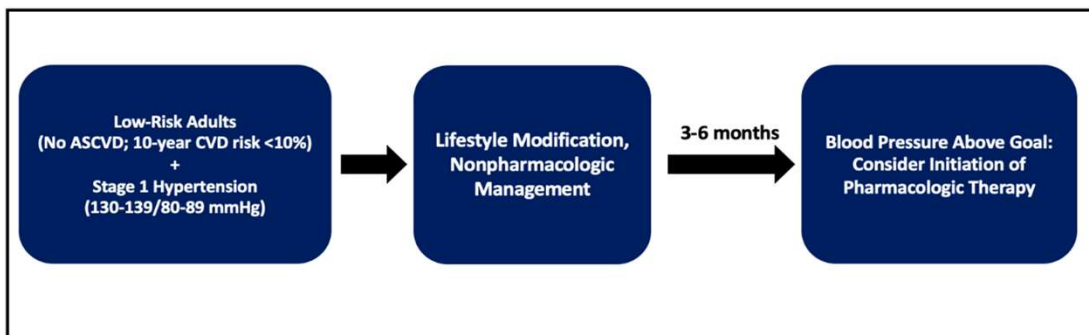 Low-Risk Adults
(No ASCVD; 10-year CVD risk <10%)
+
Stage 1 Hypertension
(130-139/80-89 mmHg)
Lifestyle Modification,
Nonpharmacologic
Management
3-6 months
Blood Pressure Above Goal:
Consider Initiation of
Pharmacologic Therapy